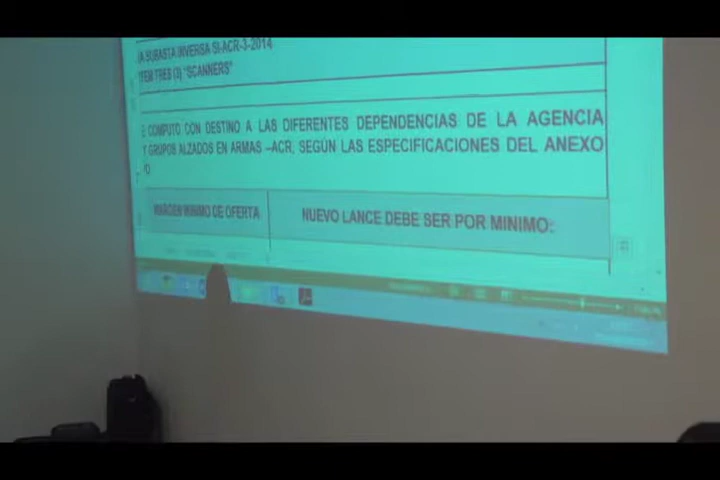 A SUBASTA INVERSA SI-ACR-3-2014
TEM TRES (3) "SCANNERS"
E COMPUTO CON DESTINO A LAS DIFERENTES DEPENDENCIAS DE LA AGENCIA
Y GRUPOS ALZADOS EN ARMAS –ACR, SEGÚN LAS ESPECIFICACIONES DEL ANEXO
O
MARGEN MINIMO DE OFERTA
NUEVO LANCE DEBE SER POR MINIMO: